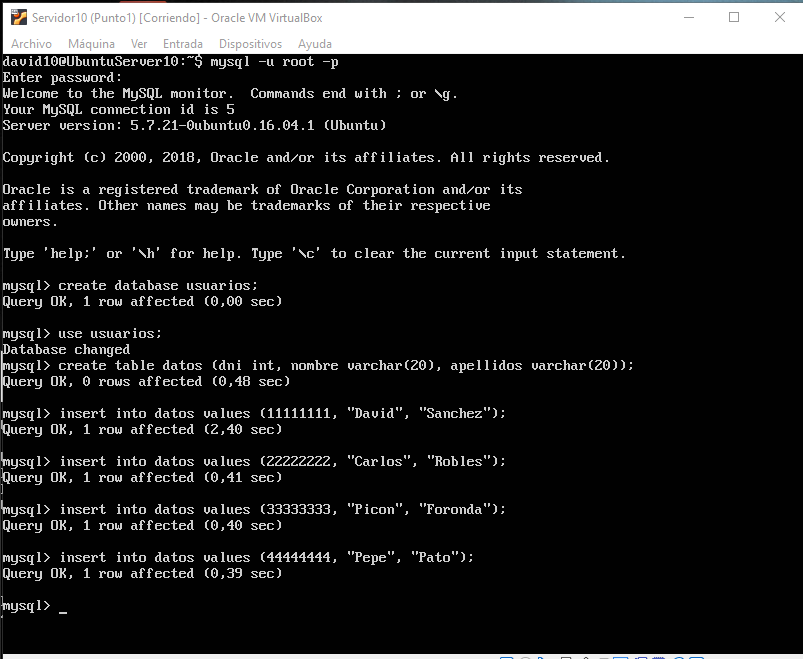 Servidor10 (Punto1) [Corriendo] - Oracle VM VirtualBox
Archivo Máquina Ver Entrada Dispositivos Ayuda
david10@UbuntuServer10:~$ mysql -u root -p
Enter password:
Welcome to the MySQL monitor.  Commands end with ; or \g.
Your MySQL connection id is 5
Server version: 5.7.21-0ubuntu0.16.04.1 (Ubuntu)
Copyright (c) 2000, 2018, Oracle and/or its affiliates. All rights reserved.
Oracle is a registered trademark of Oracle Corporation and/or its
affiliates. Other names may be trademarks of their respective
owners.
Type 'help;' or '\h' for help. Type '\c' to clear the current input statement.
mysql> create database usuarios;
Query OK, 1 row affected (0,00 sec)
mysql> use usuarios;
Database changed
mysql> create table datos (dni int, nombre varchar(20), apellidos varchar(20));
Query OK, 0 rows affected (0,48 sec)
mysql> insert into datos values (11111111, "David", "Sanchez");
Query OK, 1 row affected (2,40 sec)
mysql> insert into datos values (22222222, "Carlos", "Robles");
Query OK, 1 row affected (0,41 sec)
mysql> insert into datos values (33333333, "Picon", "Foronda");
Query OK, 1 row affected (0,40 sec)
mysql> insert into datos values (44444444, "Pepe", "Pato");
Query OK, 1 row affected (0,39 sec)
mysql> _